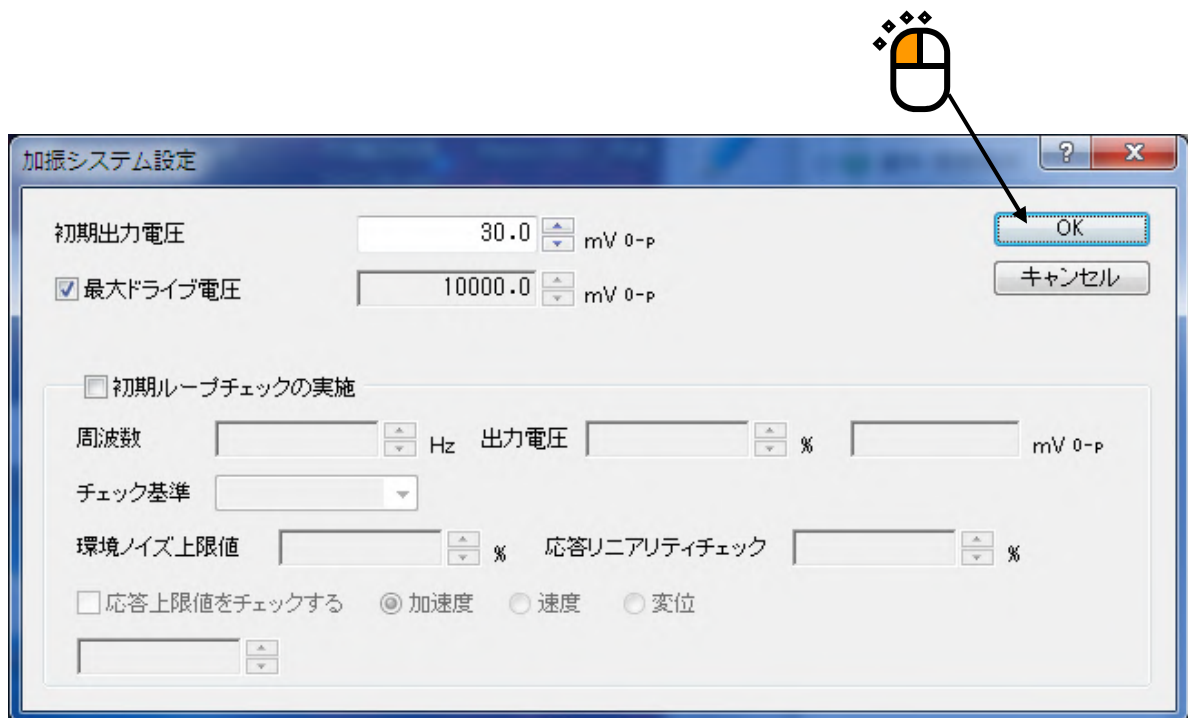 加振システム設定
初期出力電圧 30.0 mV 0-p
OK
最大ドライブ電圧 10000.0 mV 0-p
キャンセル
初期ループチェックの実施
周波数 Hz 出力電圧 % mV 0-p
チェック基準
環境ノイズ上限値 % 応答リニアリティチェック %
応答上限値をチェックする 加速度 速度 変位